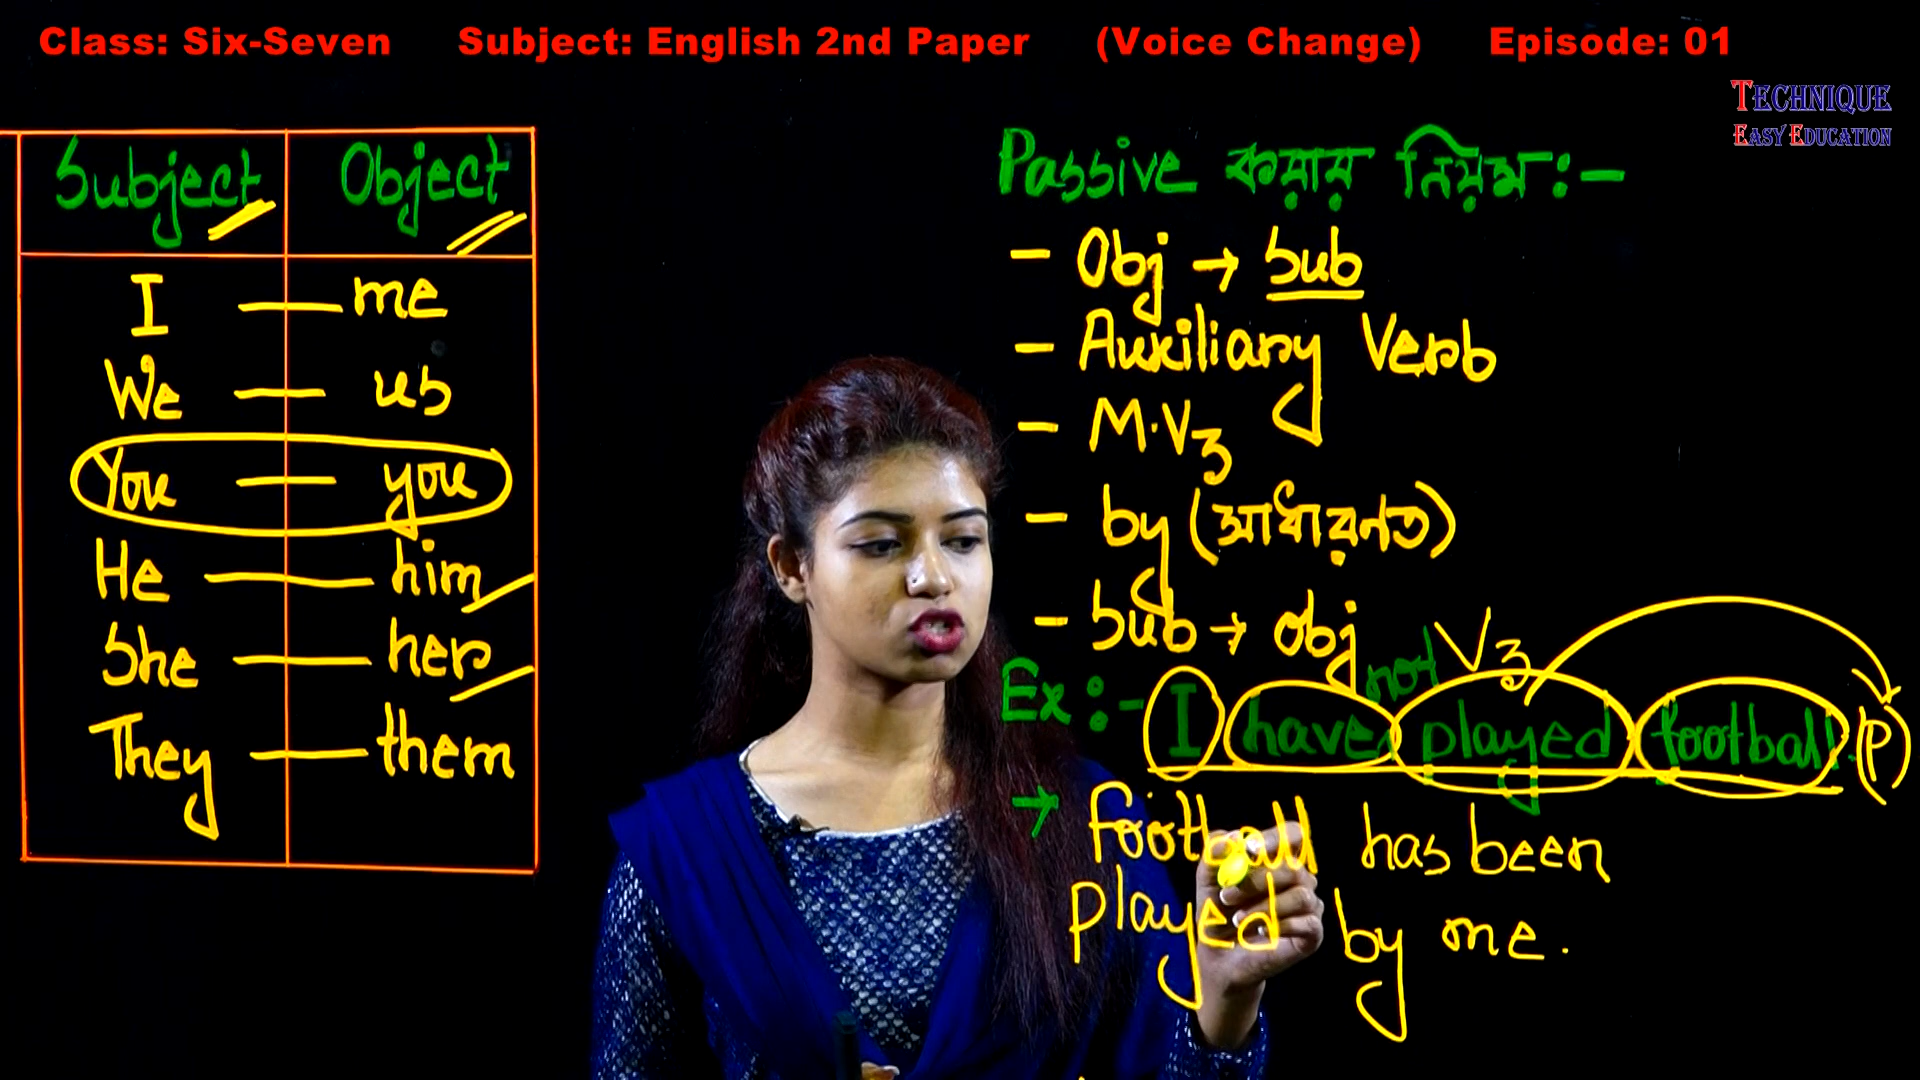 Class: Six-Seven Subject: English 2nd Paper (Voice Change) Episode: 01
TECHNIQUE
EASY EDUCATION
Subject Object
I — me
We — us
You — you
He — him
She — her
They — them
Passive করার নিয়ম :-
- Obj → Sub
- Auxiliary Verb
- M.V3
- by (সাধারনত)
- Sub → Obj
not V3
Ex :- I have played football. (P)
→ Football has been
played by me.